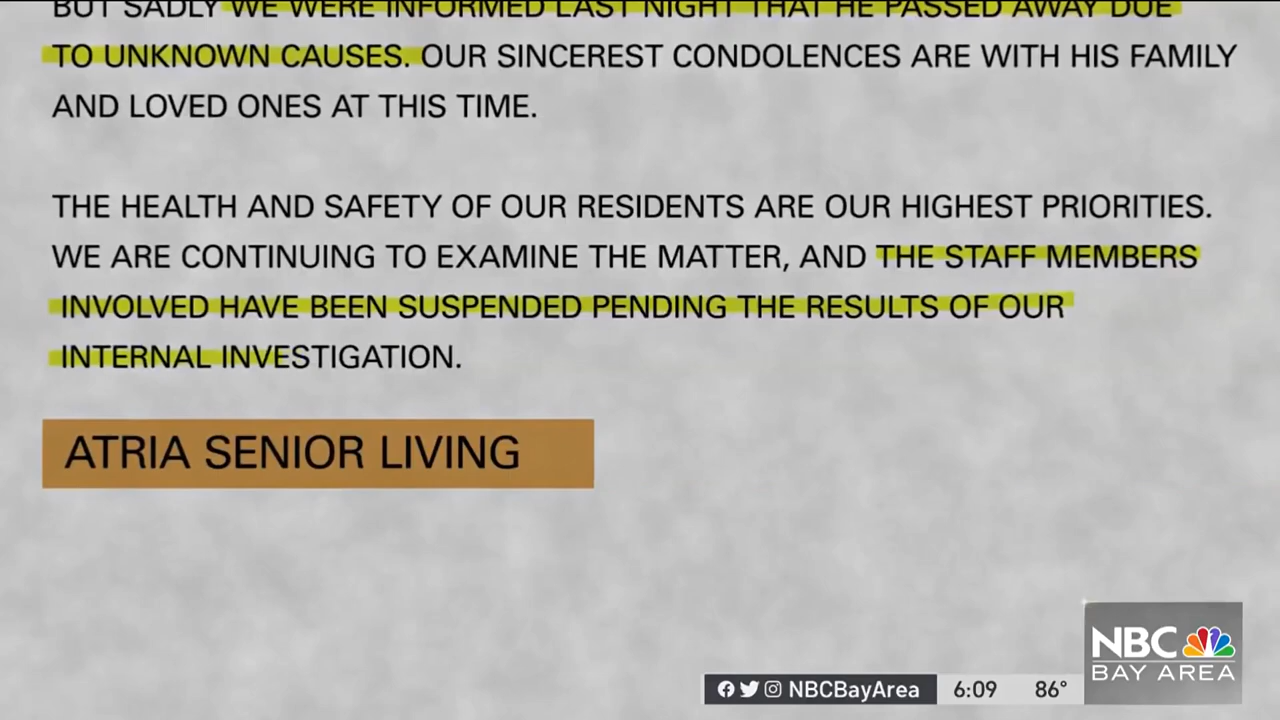 BUT SADLY WE WERE INFORMED LAST NIGHT THAT HE PASSED AWAY DUE
TO UNKNOWN CAUSES. OUR SINCEREST CONDOLENCES ARE WITH HIS FAMILY
AND LOVED ONES AT THIS TIME.
THE HEALTH AND SAFETY OF OUR RESIDENTS ARE OUR HIGHEST PRIORITIES.
WE ARE CONTINUING TO EXAMINE THE MATTER, AND THE STAFF MEMBERS
INVOLVED HAVE BEEN SUSPENDED PENDING THE RESULTS OF OUR
INTERNAL INVESTIGATION.
ATRIA SENIOR LIVING
NBC
BAY AREA
NBCBayArea 6:09 86°